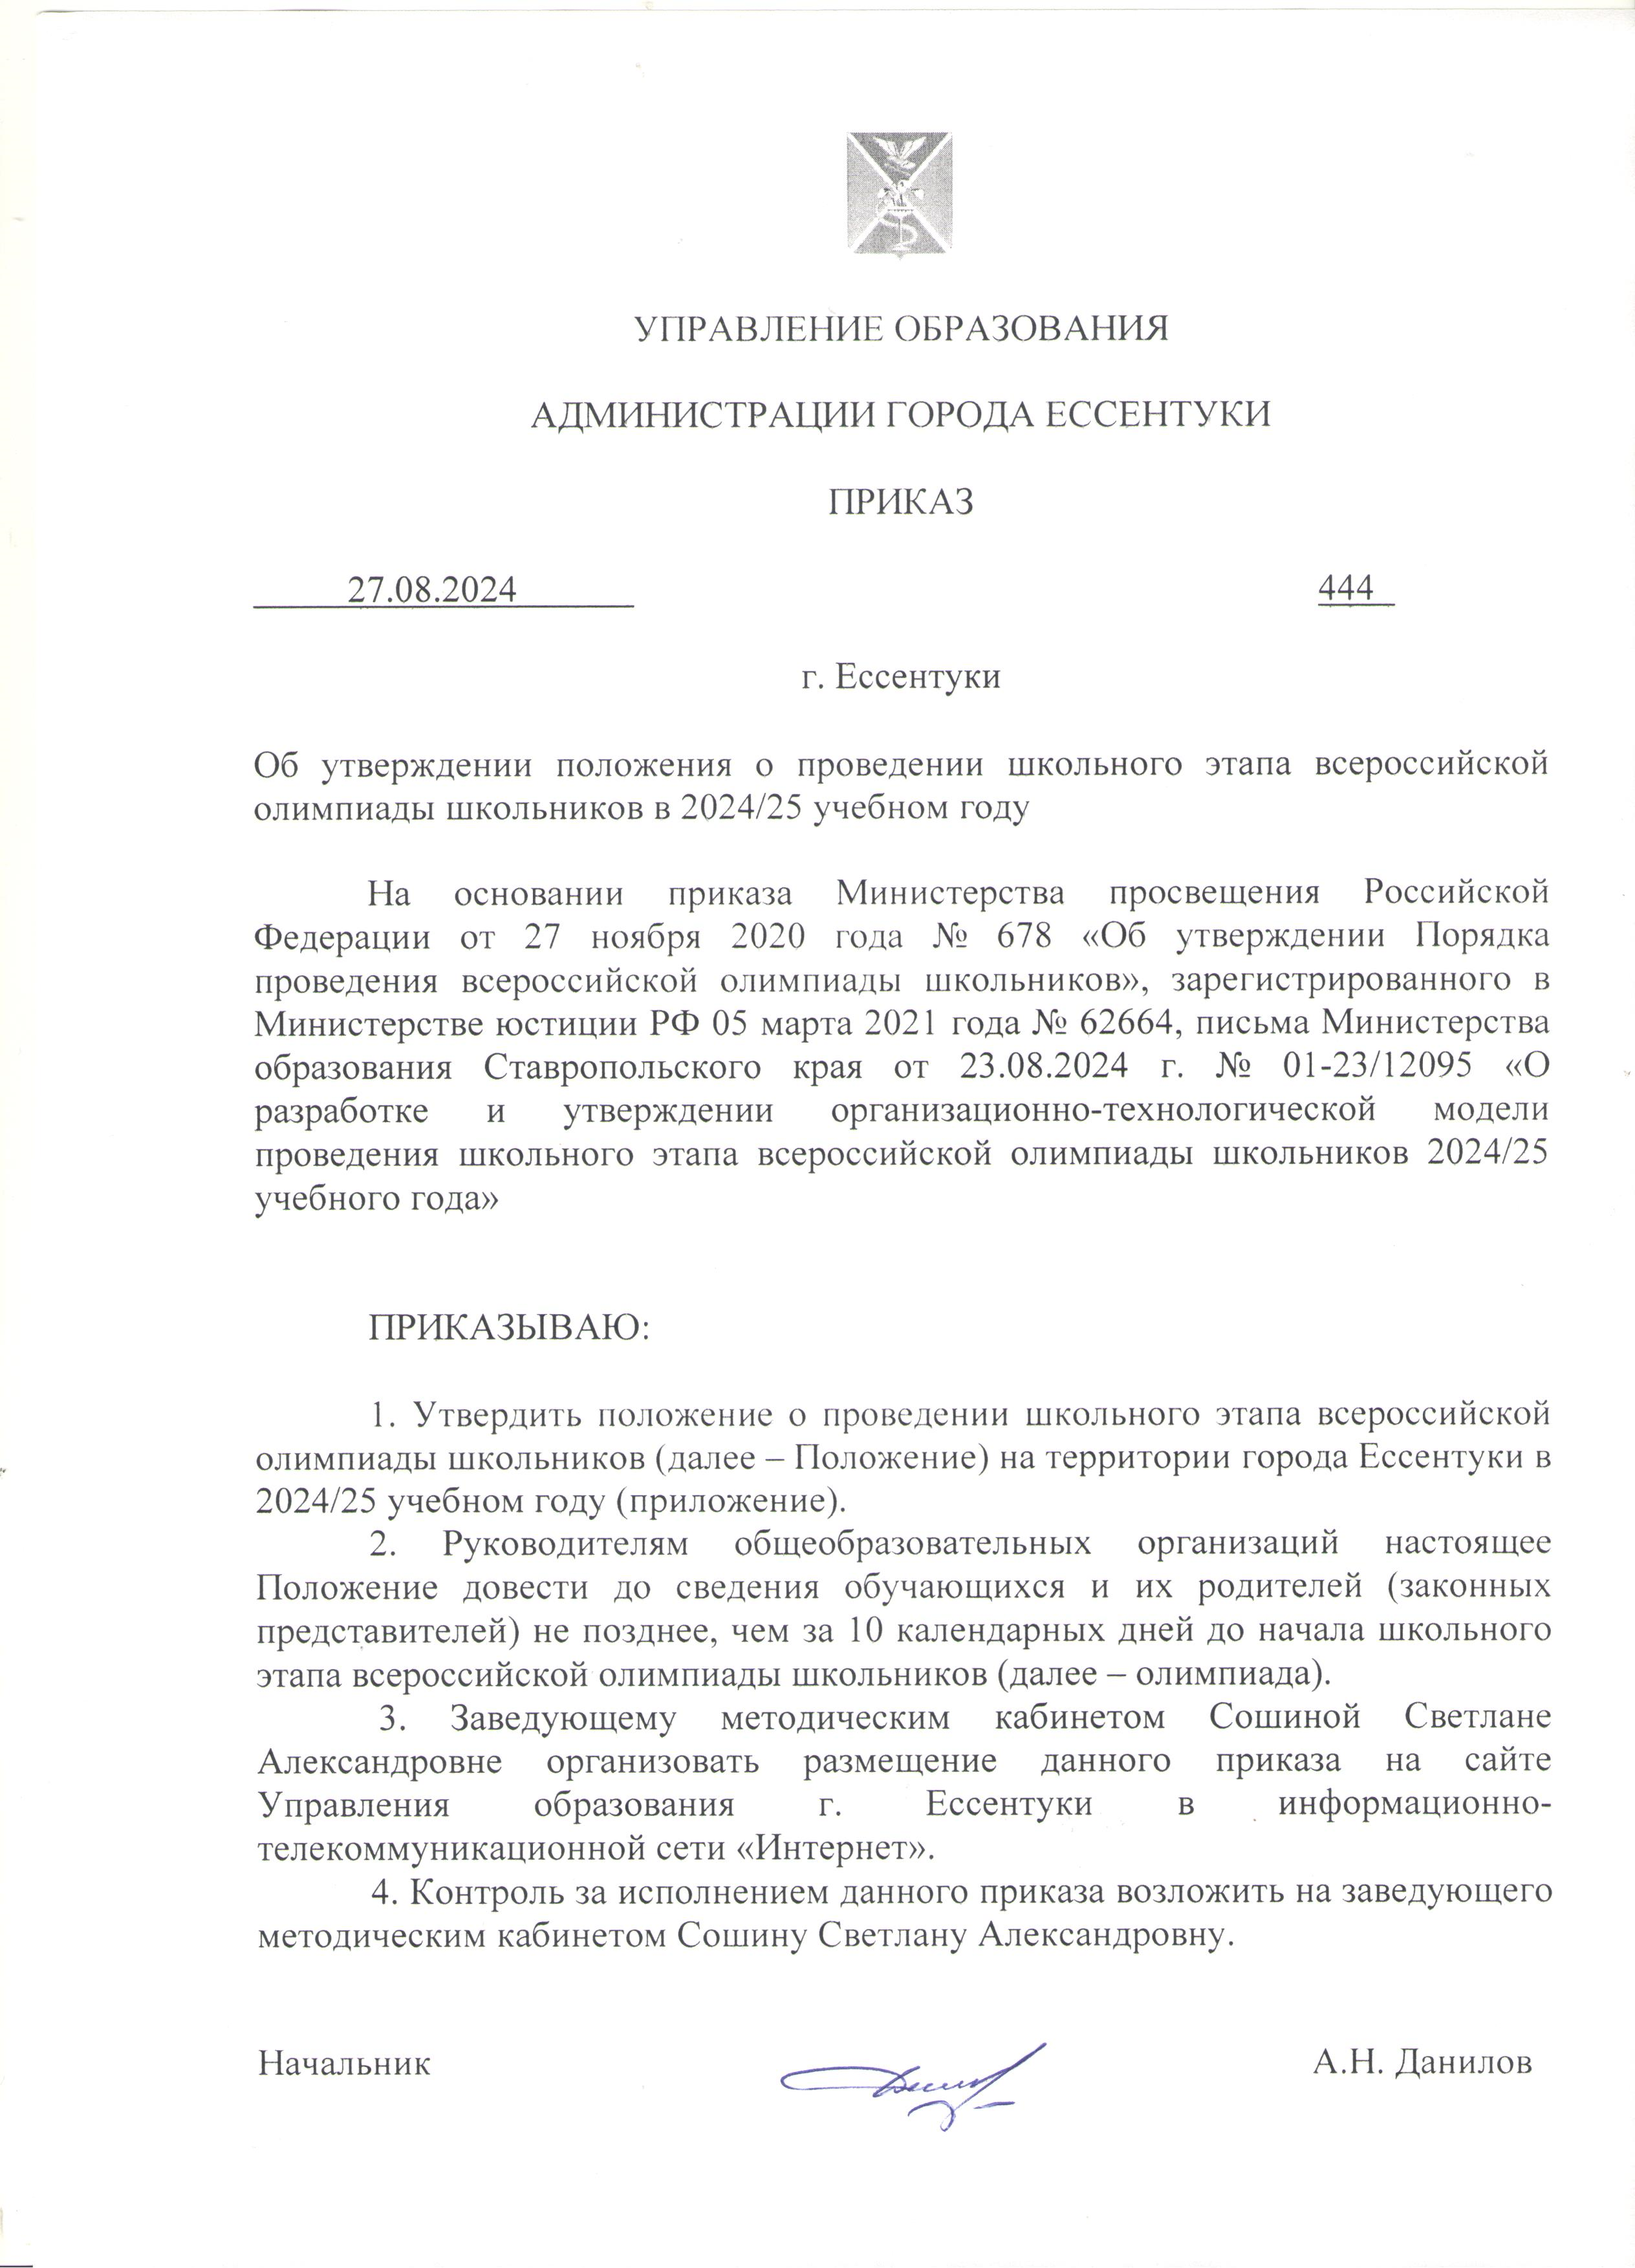 УПРАВЛЕНИЕ ОБРАЗОВАНИЯ
АДМИНИСТРАЦИИ ГОРОДА ЕССЕНТУКИ
ПРИКАЗ
27.08.2024 444
г. Ессентуки
Об утверждении положения о проведении школьного этапа всероссийской
олимпиады школьников в 2024/25 учебном году
На основании приказа Министерства просвещения Российской
Федерации от 27 ноября 2020 года № 678 «Об утверждении Порядка
проведения всероссийской олимпиады школьников», зарегистрированного в
Министерстве юстиции РФ 05 марта 2021 года № 62664, письма Министерства
образования Ставропольского края от 23.08.2024 г. № 01-23/12095 «О
разработке и утверждении организационно-технологической модели
проведения школьного этапа всероссийской олимпиады школьников 2024/25
учебного года»
ПРИКАЗЫВАЮ:
1. Утвердить положение о проведении школьного этапа всероссийской
олимпиады школьников (далее – Положение) на территории города Ессентуки в
2024/25 учебном году (приложение).
2. Руководителям общеобразовательных организаций настоящее
Положение довести до сведения обучающихся и их родителей (законных
представителей) не позднее, чем за 10 календарных дней до начала школьного
этапа всероссийской олимпиады школьников (далее – олимпиада).
3. Заведующему методическим кабинетом Сошиной Светлане
Александровне организовать размещение данного приказа на сайте
Управления образования г. Ессентуки в информационно-
телекоммуникационной сети «Интернет».
4. Контроль за исполнением данного приказа возложить на заведующего
методическим кабинетом Сошину Светлану Александровну.
Начальник А.Н. Данилов